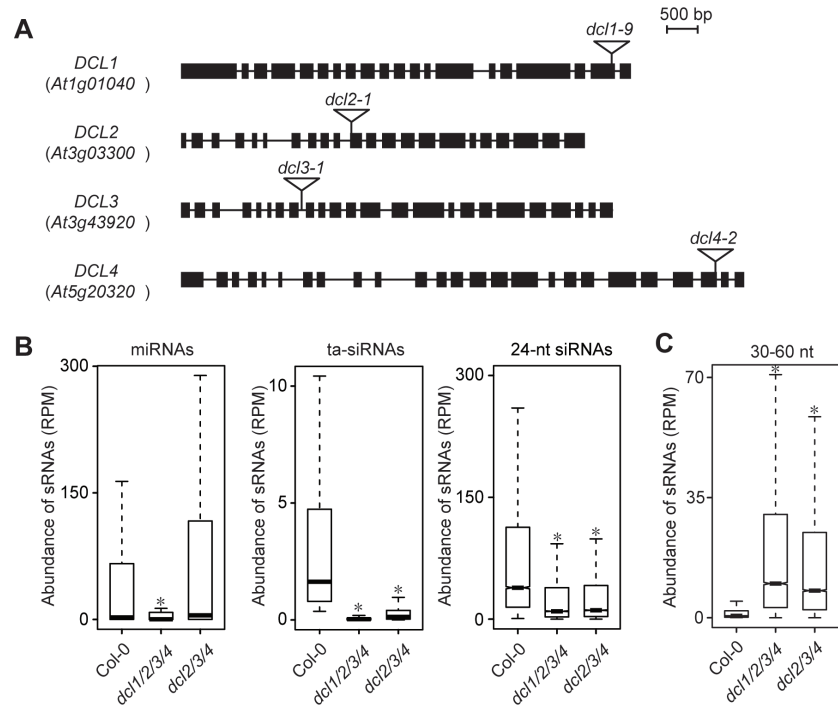 A
500 bp
dcl1-9
DCL1
(At1g01040 )
dcl2-1
DCL2
(At3g03300 )
dcl3-1
DCL3
(At3g43920 )
dcl4-2
DCL4
(At5g20320 )
B
miRNAs
Abundance of sRNAs (RPM)
300
150
0
*
Col-0
dcl1/2/3/4
dcl2/3/4
ta-siRNAs
Abundance of sRNAs (RPM)
10
5
0
*
*
Col-0
dcl1/2/3/4
dcl2/3/4
24-nt siRNAs
Abundance of sRNAs (RPM)
300
150
0
*
*
Col-0
dcl1/2/3/4
dcl2/3/4
C
30-60 nt
Abundance of sRNAs (RPM)
70
35
0
*
*
Col-0
dcl1/2/3/4
dcl2/3/4